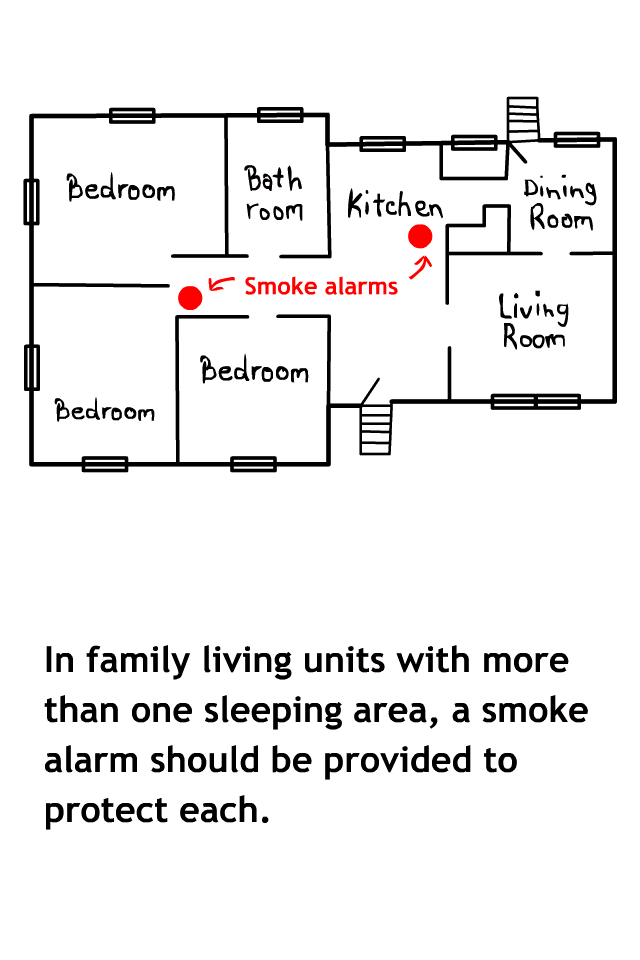 Bedroom
Bath
room
Kitchen
Dining
Room
Smoke alarms
Living
Room
Bedroom
Bedroom
In family living units with more
than one sleeping area, a smoke
alarm should be provided to
protect each.